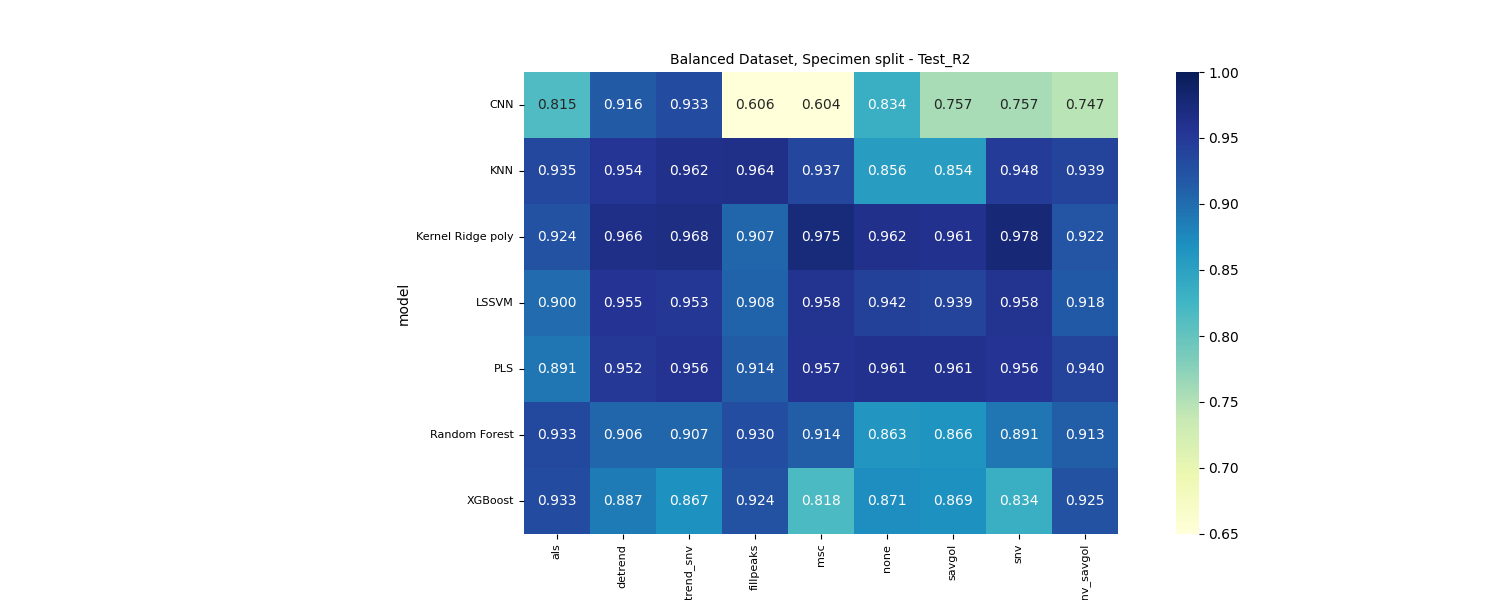 Balanced Dataset, Specimen split - Test_R2
model
CNN 0.815 0.916 0.933 0.606 0.604 0.834 0.757 0.757 0.747
KNN 0.935 0.954 0.962 0.964 0.937 0.856 0.854 0.948 0.939
Kernel Ridge poly 0.924 0.966 0.968 0.907 0.975 0.962 0.961 0.978 0.922
LSSVM 0.900 0.955 0.953 0.908 0.958 0.942 0.939 0.958 0.918
PLS 0.891 0.952 0.956 0.914 0.957 0.961 0.961 0.956 0.940
Random Forest 0.933 0.906 0.907 0.930 0.914 0.863 0.866 0.891 0.913
XGBoost 0.933 0.887 0.867 0.924 0.818 0.871 0.869 0.834 0.925
als
detrend
trend_snv
fillpeaks
msc
none
savgol
snv
nv_savgol
1.00
0.95
0.90
0.85
0.80
0.75
0.70
0.65